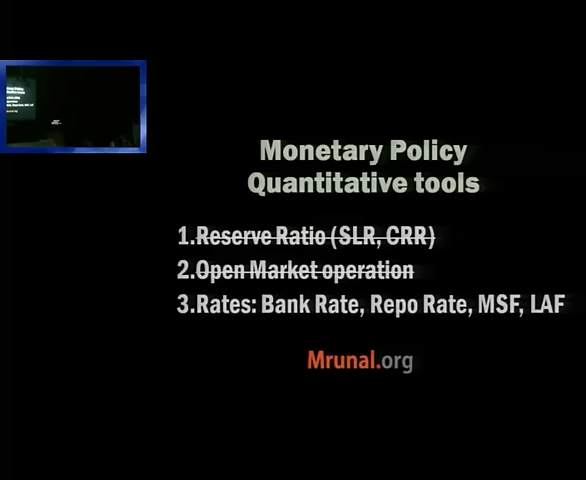 Monetary Policy
Quantitative tools
1.Reserve Ratio (SLR, CRR)
2.Open Market operation
3.Rates: Bank Rate, Repo Rate, MSF, LAF
Mrunal.org